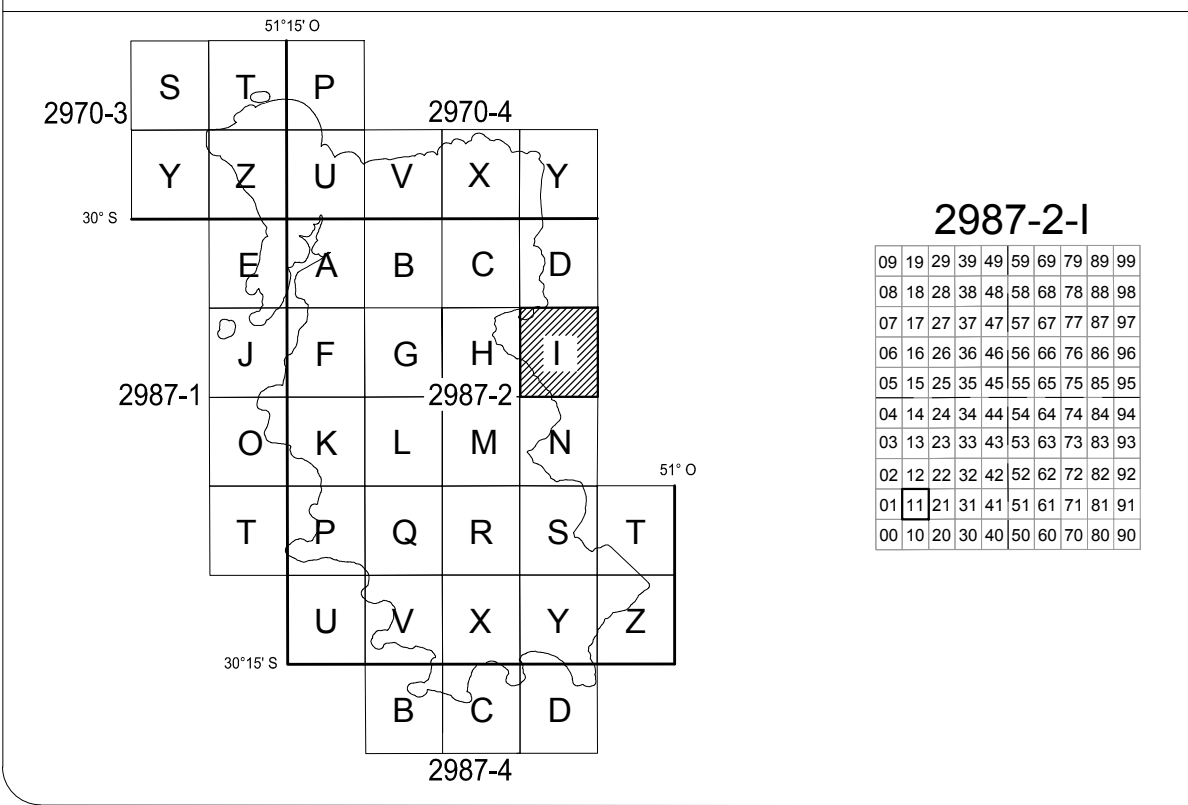 51°15' O
S T P
2970-3 2970-4
Y Z U V X Y
30° S
E A B C D
J F G H I
2987-1 2987-2
O K L M N
51° O
T P Q R S T
U V X Y Z
30°15' S
B C D
2987-4
2987-2-I
09 19 29 39 49 59 69 79 89 99
08 18 28 38 48 58 68 78 88 98
07 17 27 37 47 57 67 77 87 97
06 16 26 36 46 56 66 76 86 96
05 15 25 35 45 55 65 75 85 95
04 14 24 34 44 54 64 74 84 94
03 13 23 33 43 53 63 73 83 93
02 12 22 32 42 52 62 72 82 92
01 11 21 31 41 51 61 71 81 91
00 10 20 30 40 50 60 70 80 90